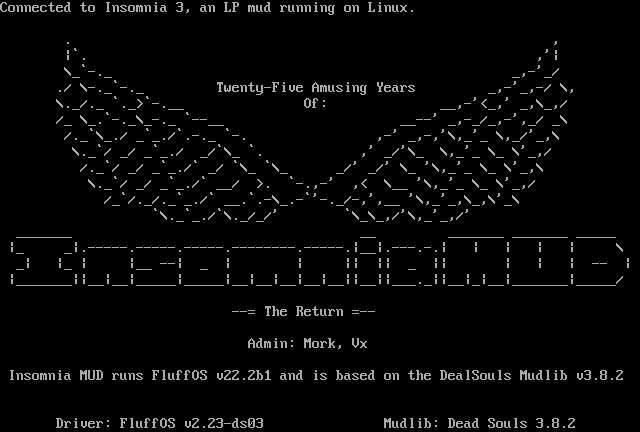 Connected to Insomnia 3, an LP mud running on Linux.
Twenty-Five Amusing Years
Of:
InsomniaMUD
--= The Return =--
Admin: Mork, Vx
Insomnia MUD runs FluffOS v22.2b1 and is based on the DealSouls Mudlib v3.8.2
Driver: FluffOS v2.23-ds03 Mudlib: Dead Souls 3.8.2